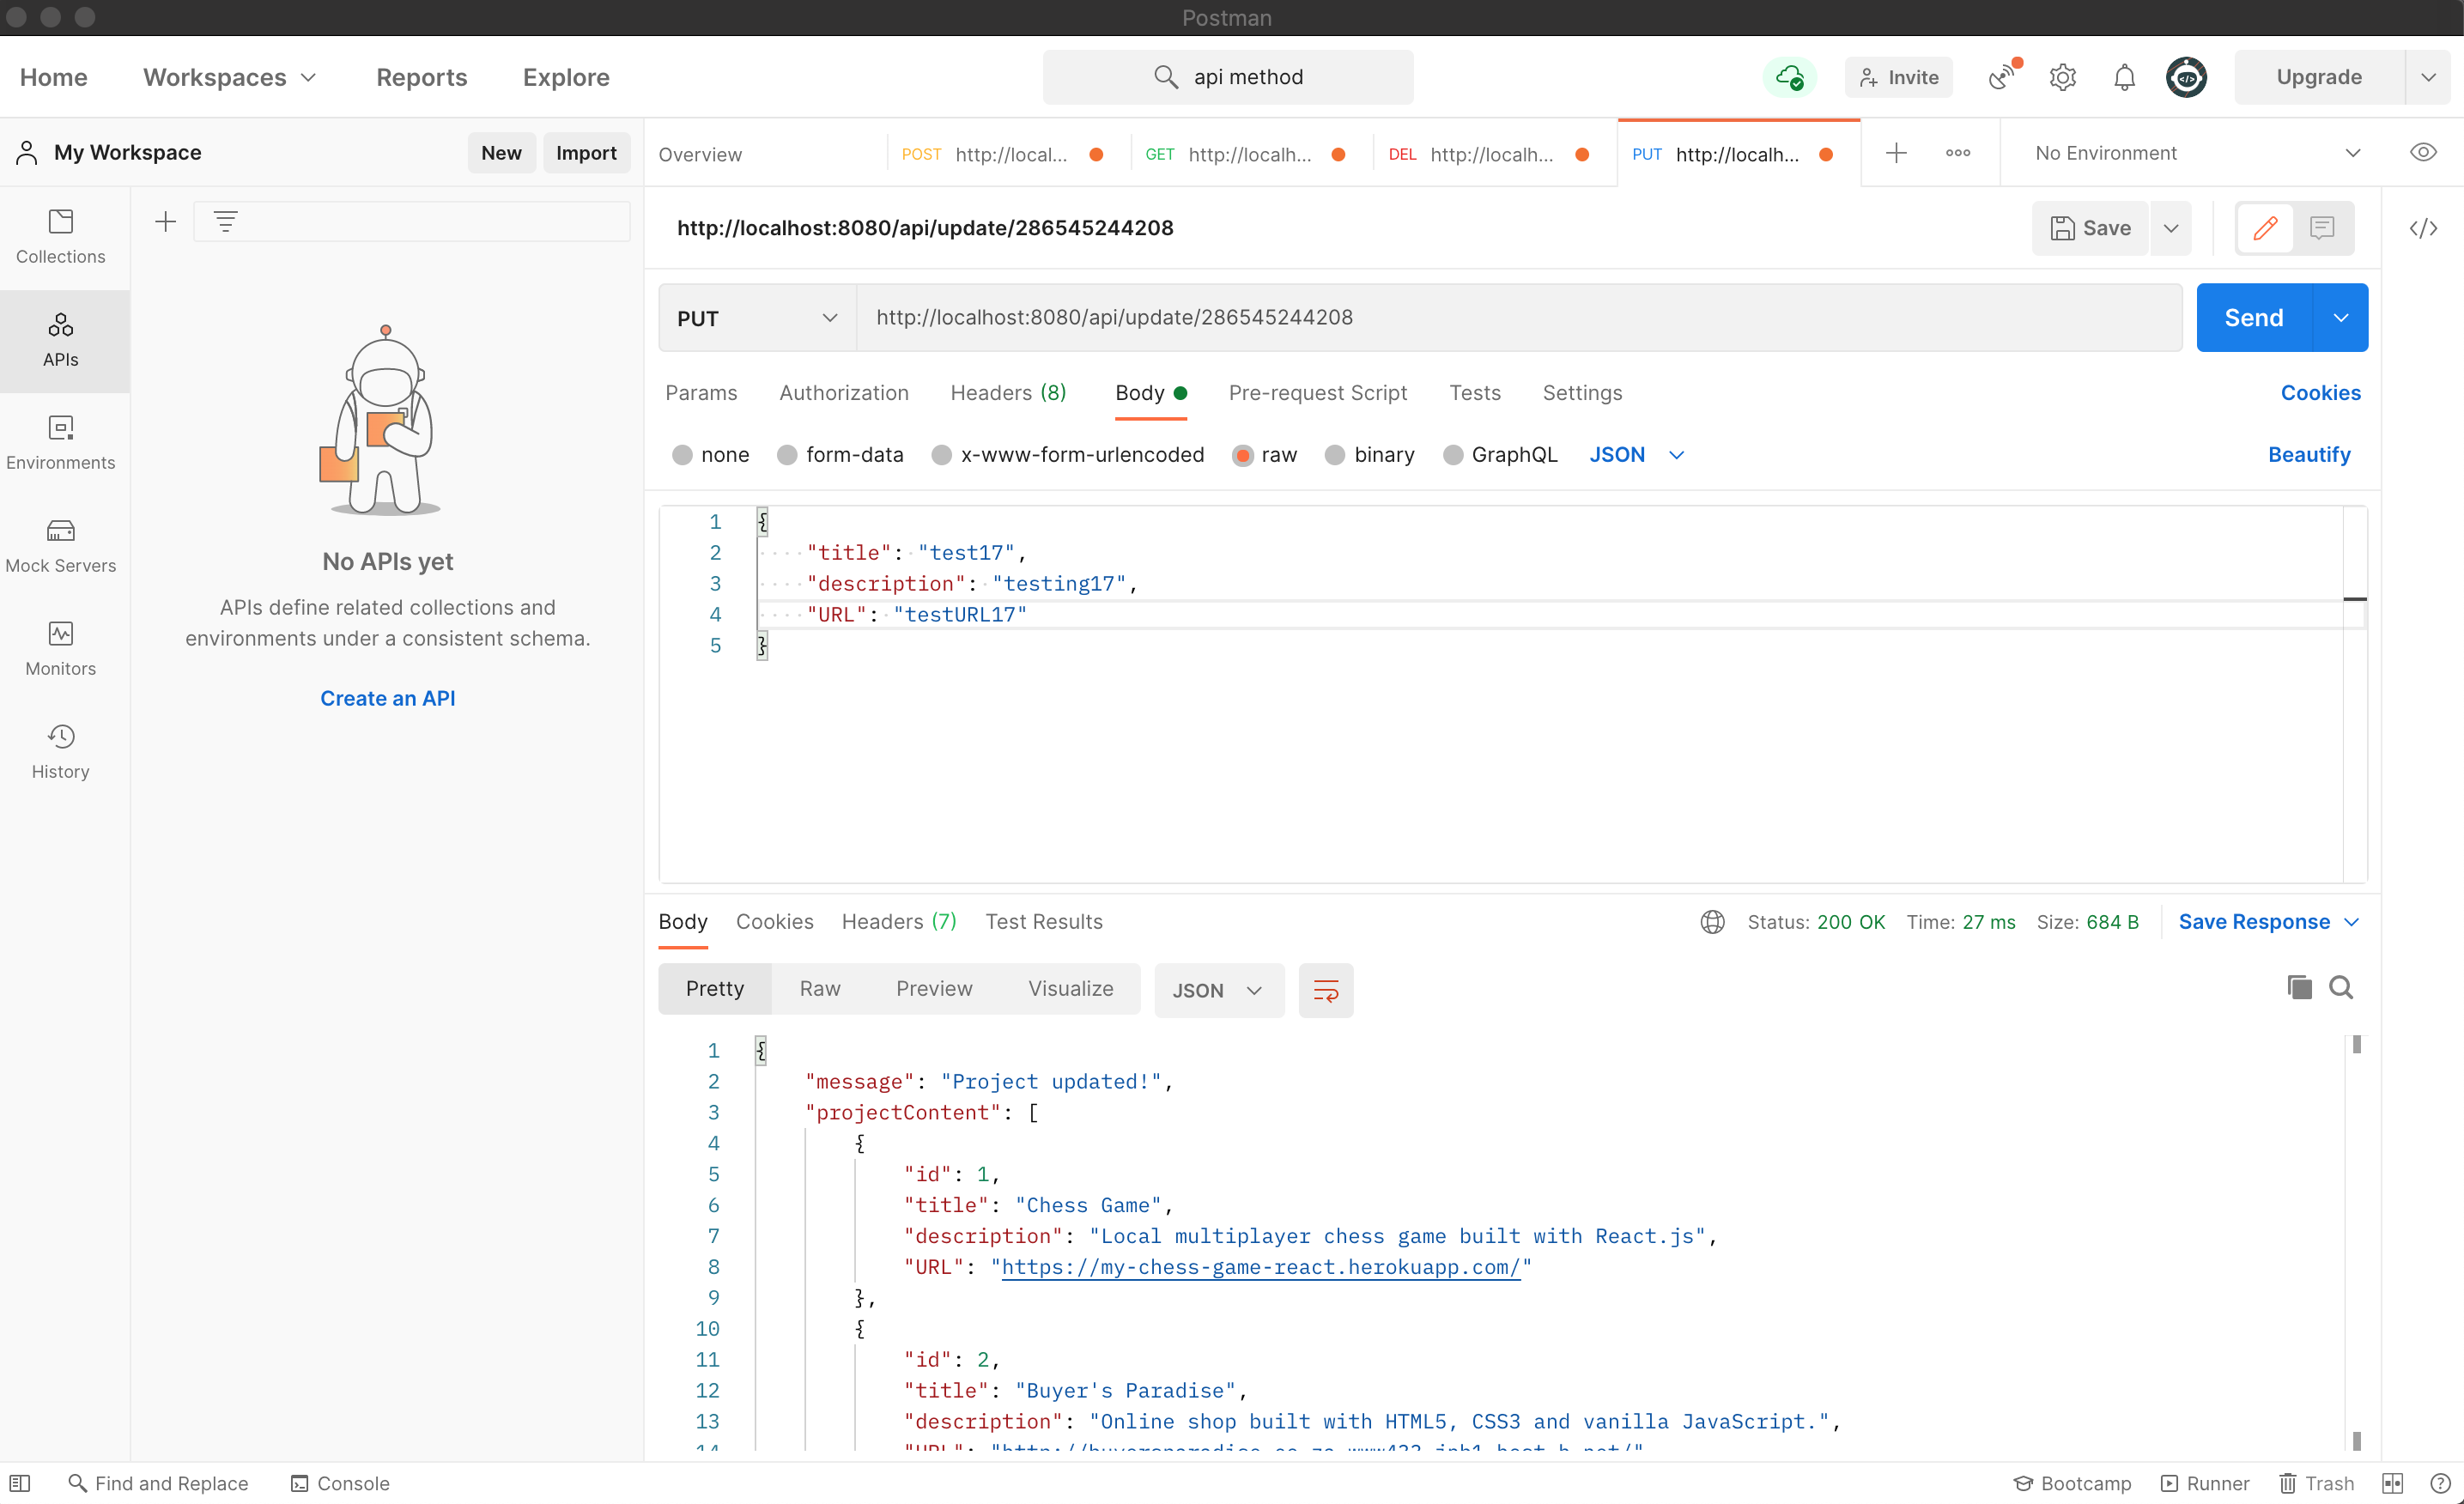 Postman
Home Workspaces Reports Explore api method Invite Upgrade
My Workspace New Import
Overview POST http://local... GET http://localh... DEL http://localh... PUT http://localh... No Environment
Collections
APIs
Environments
Mock Servers
Monitors
History
No APIs yet
APIs define related collections and
environments under a consistent schema.
Create an API
http://localhost:8080/api/update/286545244208 Save
PUT http://localhost:8080/api/update/286545244208 Send
Params Authorization Headers (8) Body Pre-request Script Tests Settings Cookies
none form-data x-www-form-urlencoded raw binary GraphQL JSON Beautify
1 {
2 "title": "test17",
3 "description": "testing17",
4 "URL": "testURL17"
5 }
Body Cookies Headers (7) Test Results Status: 200 OK Time: 27 ms Size: 684 B Save Response
Pretty Raw Preview Visualize JSON
1 {
2 "message": "Project updated!",
3 "projectContent": [
4 {
5 "id": 1,
6 "title": "Chess Game",
7 "description": "Local multiplayer chess game built with React.js",
8 "URL": "https://my-chess-game-react.herokuapp.com/"
9 },
10 {
11 "id": 2,
12 "title": "Buyer's Paradise",
13 "description": "Online shop built with HTML5, CSS3 and vanilla JavaScript.",
14 "URL":
Find and Replace Console Bootcamp Runner Trash